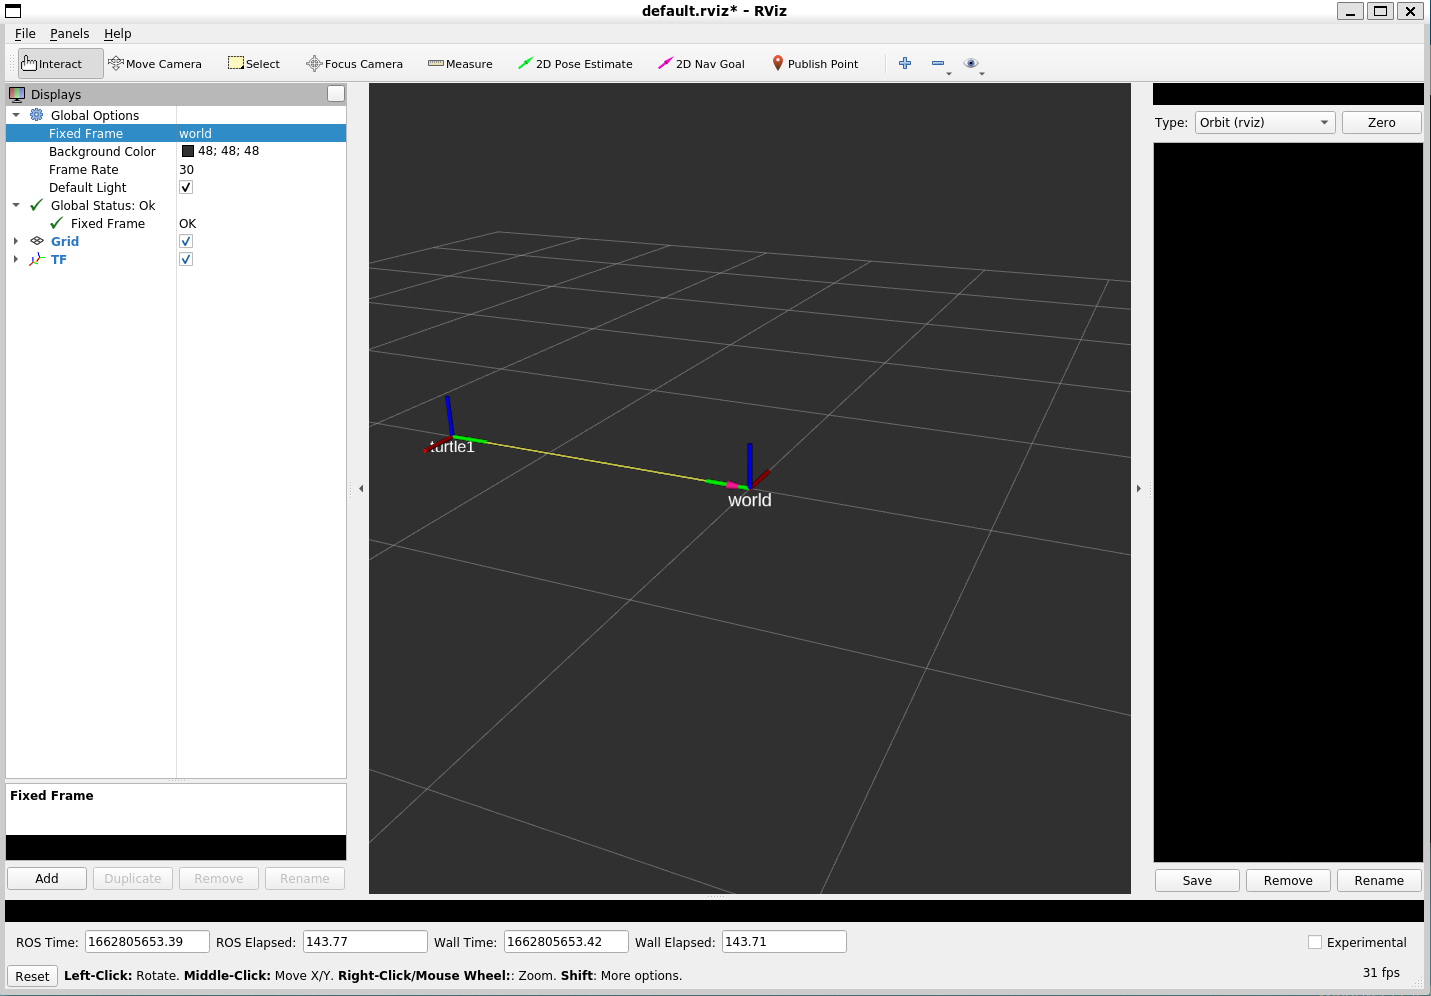 default.rviz* - RViz
File Panels Help
Interact Move Camera Select Focus Camera Measure 2D Pose Estimate 2D Nav Goal Publish Point
Displays
Global Options
Fixed Frame world
Background Color 48; 48; 48
Frame Rate 30
Default Light
Global Status: Ok
Fixed Frame OK
Grid
TF
Fixed Frame
Add Duplicate Remove Rename
turtle1
world
Type: Orbit (rviz) Zero
Save Remove Rename
ROS Time: 1662805653.39 ROS Elapsed: 143.77 Wall Time: 1662805653.42 Wall Elapsed: 143.71 Experimental
Reset Left-Click: Rotate. Middle-Click: Move X/Y. Right-Click/Mouse Wheel:: Zoom. Shift: More options. 31 fps